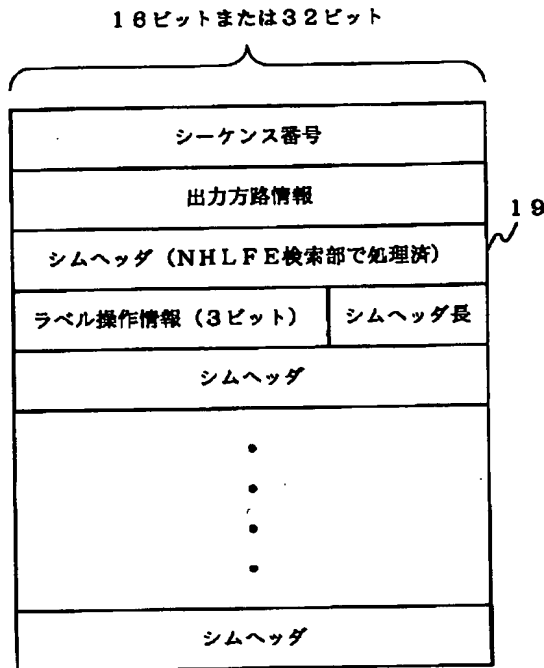 16ビットまたは32ビット
シーケンス番号
出力方路情報
19
シムヘッダ(NHLFE検索部で処理済)
ラベル操作情報(3ビット) シムヘッダ長
シムヘッダ
シムヘッダ